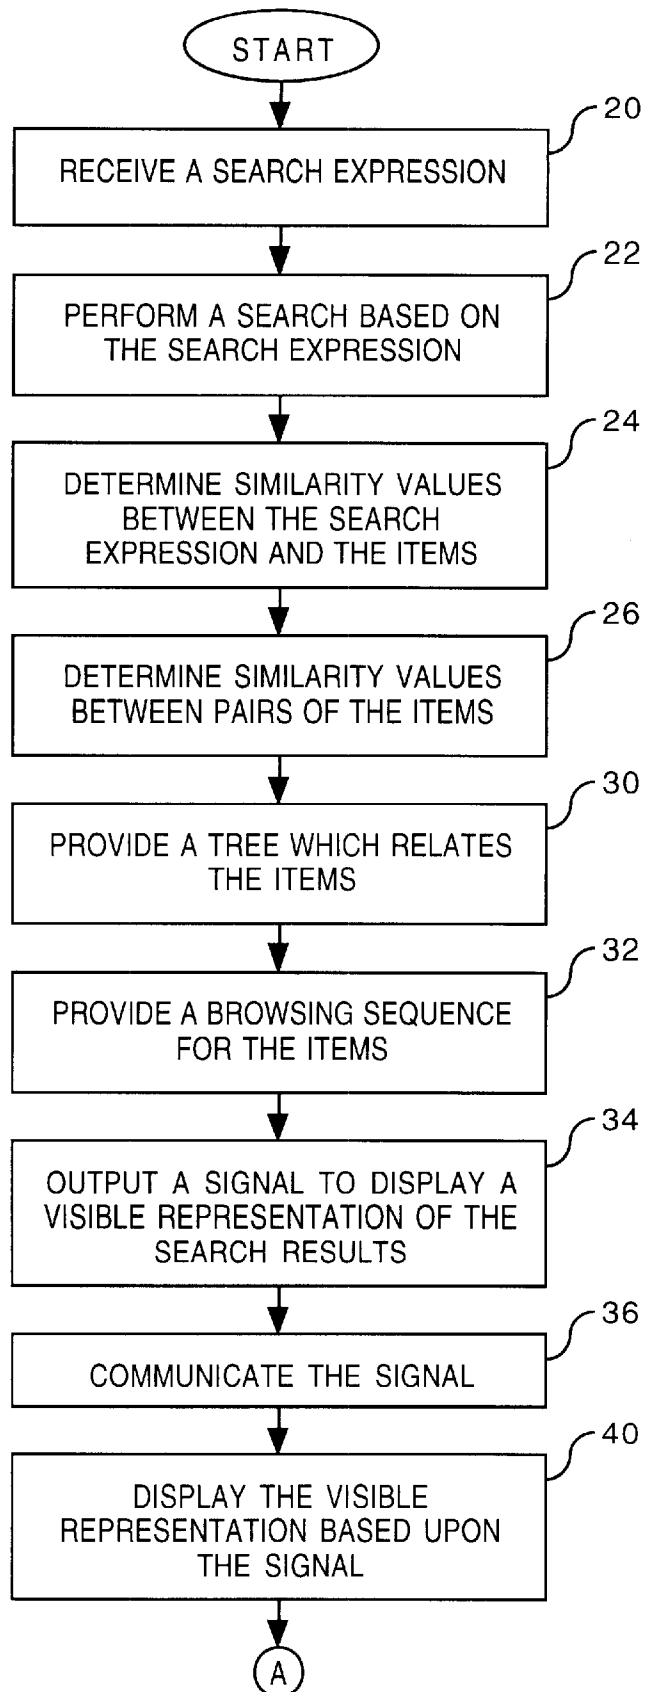 START
20
RECEIVE A SEARCH EXPRESSION
22
PERFORM A SEARCH BASED ON
THE SEARCH EXPRESSION
24
DETERMINE SIMILARITY VALUES
BETWEEN THE SEARCH
EXPRESSION AND THE ITEMS
26
DETERMINE SIMILARITY VALUES
BETWEEN PAIRS OF THE ITEMS
30
PROVIDE A TREE WHICH RELATES
THE ITEMS
32
PROVIDE A BROWSING SEQUENCE
FOR THE ITEMS
34
OUTPUT A SIGNAL TO DISPLAY A
VISIBLE REPRESENTATION OF THE
SEARCH RESULTS
36
COMMUNICATE THE SIGNAL
40
DISPLAY THE VISIBLE
REPRESENTATION BASED UPON
THE SIGNAL
A